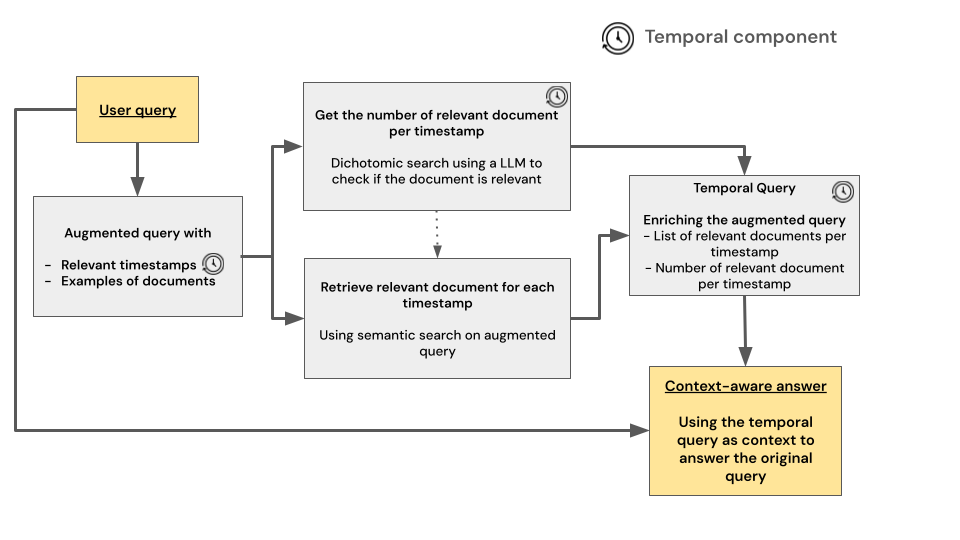 Temporal component
User query
Augmented query with
- Relevant timestamps
- Examples of documents
Get the number of relevant document
per timestamp
Dichotomic search using a LLM to
check if the document is relevant
Retrieve relevant document for each
timestamp
Using semantic search on augmented
query
Temporal Query
Enriching the augmented query
- List of relevant documents per
timestamp
- Number of relevant document
per timestamp
Context-aware answer
Using the temporal
query as context to
answer the original
query